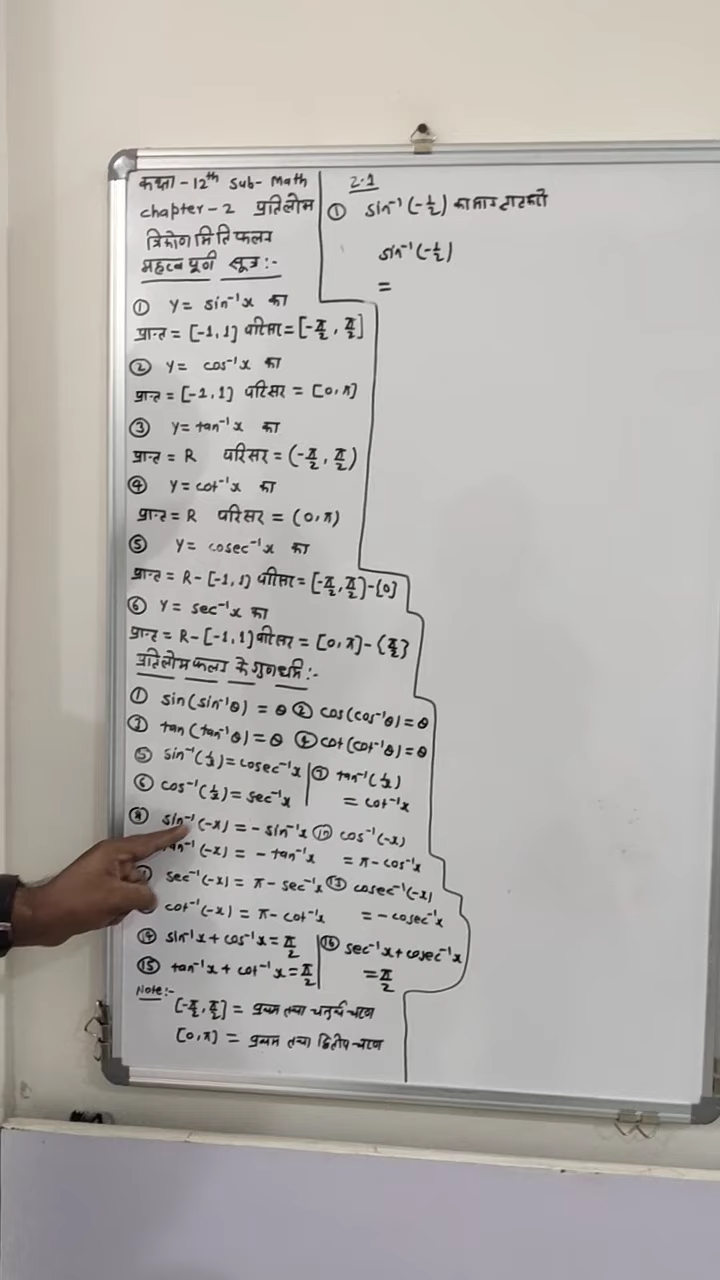 कक्षा - 12th Sub- Math
chapter - 2 प्रतिलोम
त्रिकोणमितिफलन
महत्वपूर्ण सूत्र :-
① y = sin⁻¹x का
प्रान्त = [-1, 1] परिसर = [-π/2, π/2]
② y = cos⁻¹x का
प्रान्त = [-1, 1] परिसर = [0, π]
③ y = tan⁻¹x का
प्रान्त = R परिसर = (-π/2, π/2)
④ y = cot⁻¹x का
प्रान्त = R परिसर = (0, π)
⑤ y = cosec⁻¹x का
प्रान्त = R - [-1, 1) परिसर = [-π/2, π/2] - {0}
⑥ y = sec⁻¹x का
प्रान्त = R - [-1, 1] परिसर = [0, π] - {π/2}
प्रतिलोम फलन के गुणधर्म :-
① sin(sin⁻¹θ) = θ ② cos(cos⁻¹θ) = θ
③ tan(tan⁻¹θ) = θ ④ cot(cot⁻¹θ) = θ
⑤ sin⁻¹(1/x) = cosec⁻¹x
⑥ cos⁻¹(1/x) = sec⁻¹x
⑦ tan⁻¹(1/x)
= cot⁻¹x
sin⁻¹(-x) = - sin⁻¹x
cos⁻¹(-x)
= π - cos⁻¹x
tan⁻¹(-x) = - tan⁻¹x
sec⁻¹(-x) = π - sec⁻¹x ⑬ cosec⁻¹(-x)
= - cosec⁻¹x
cot⁻¹(-x) = π - cot⁻¹x
⑭ sin⁻¹x + cos⁻¹x = π/2
⑮ tan⁻¹x + cot⁻¹x = π/2
⑯ sec⁻¹x + cosec⁻¹x
= π/2
Note:-
[-π/2, π/2] = प्रथम तथा चतुर्थ चरण
[0, π] = प्रथम तथा द्वितीय चरण
2.1
① sin⁻¹(-1/2) का मान ज्ञात करो
sin⁻¹(-1/2)
=